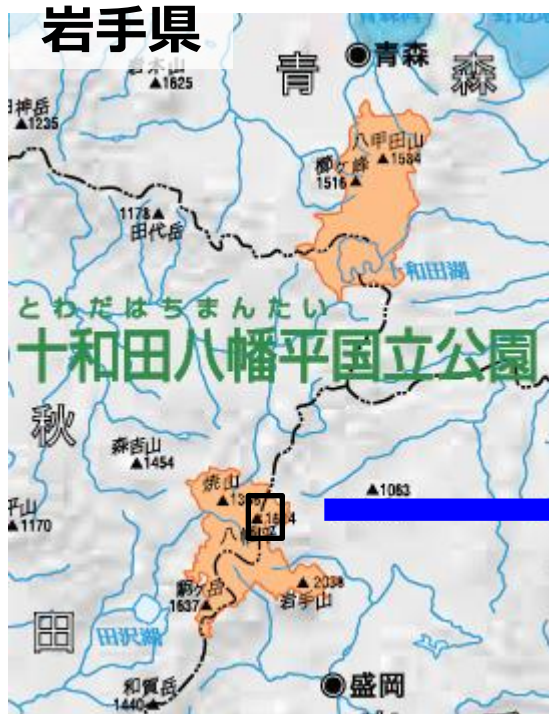 岩手県
青森
青森
岩木山
▲1625
▲1235
八甲田山
▲1584
櫛ヶ峰
1516▲
1178▲
田代岳
十和田湖
とわだはちまんたい
十和田八幡平国立公園
秋
森吉山
▲1454
▲1063
焼山
▲1170
駒ヶ岳
1637▲
▲2038
岩手山
田
田沢湖
和賀岳
1440▲
盛岡